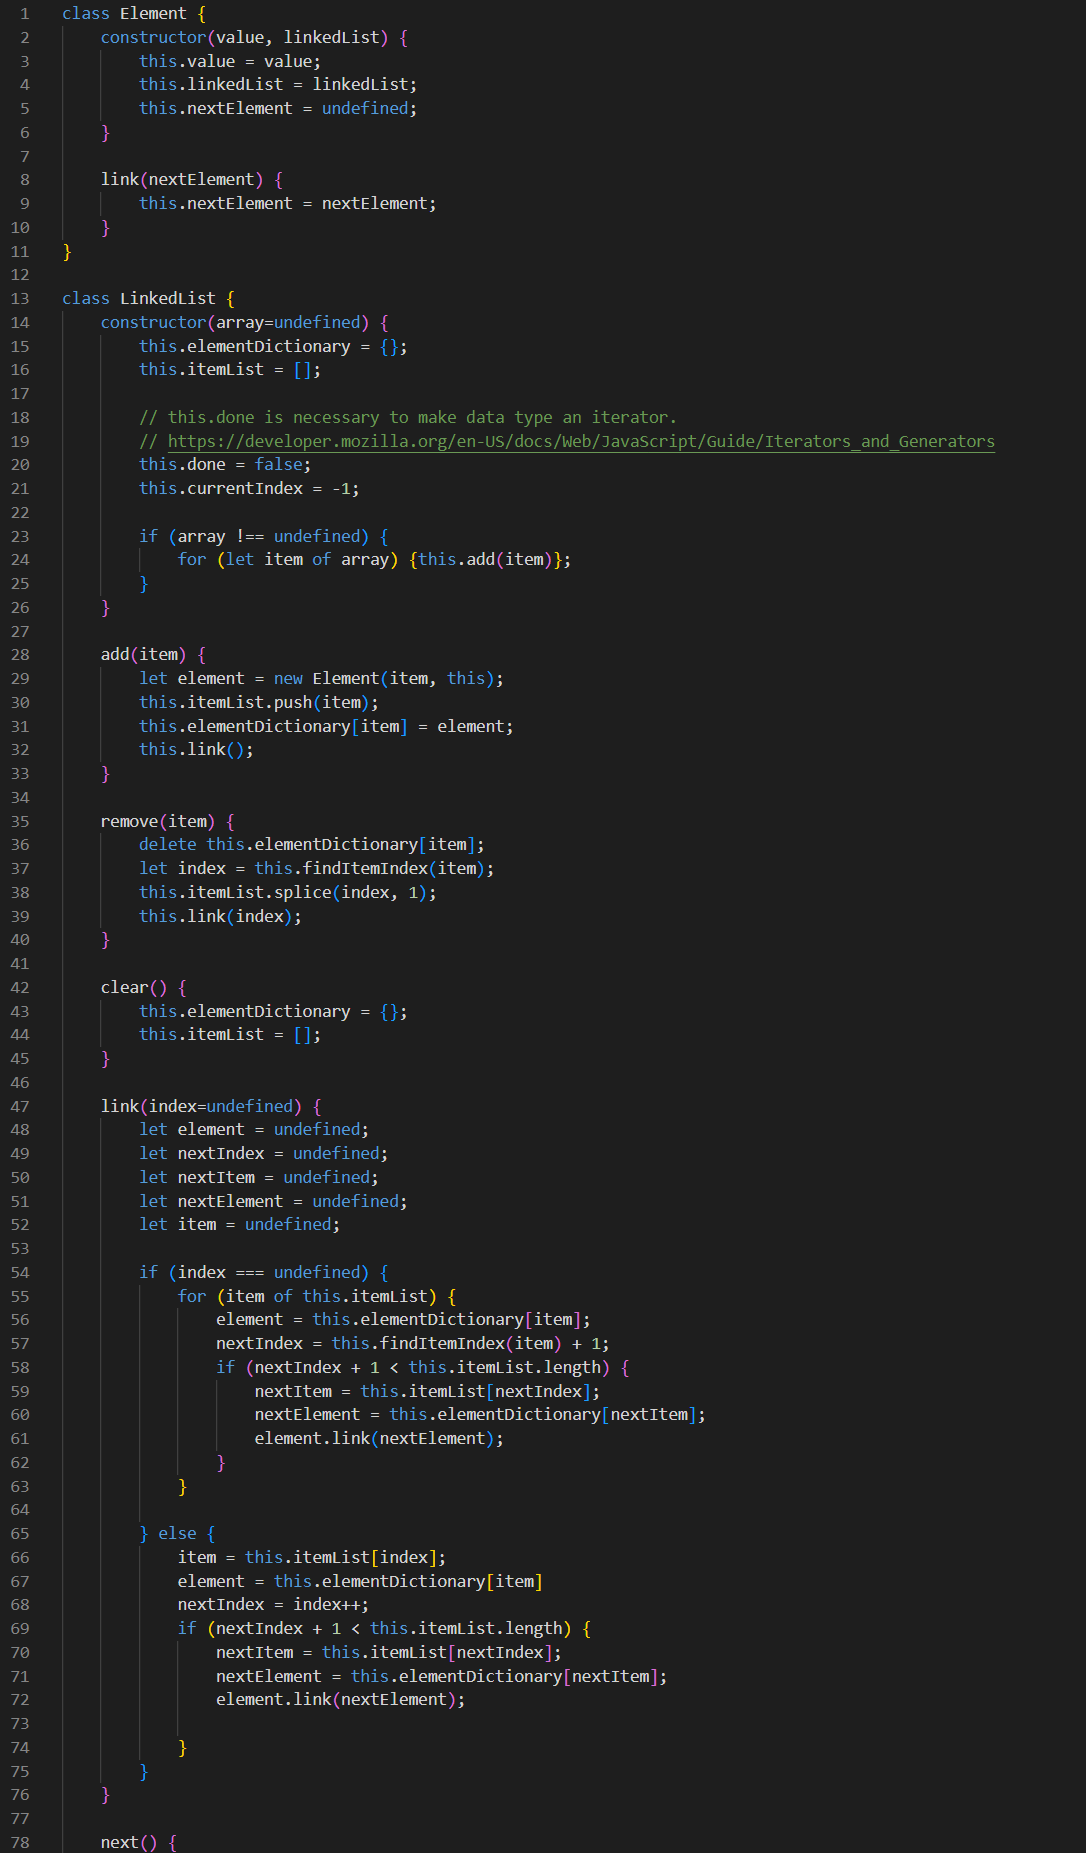 1 class Element {
2 constructor(value, linkedList) {
3 this.value = value;
4 this.linkedList = linkedList;
5 this.nextElement = undefined;
6 }
7
8 link(nextElement) {
9 this.nextElement = nextElement;
10 }
11 }
12
13 class LinkedList {
14 constructor(array=undefined) {
15 this.elementDictionary = {};
16 this.itemList = [];
17
18 // this.done is necessary to make data type an iterator.
19 // https://developer.mozilla.org/en-US/docs/Web/JavaScript/Guide/Iterators_and_Generators
20 this.done = false;
21 this.currentIndex = -1;
22
23 if (array !== undefined) {
24 for (let item of array) {this.add(item)};
25 }
26 }
27
28 add(item) {
29 let element = new Element(item, this);
30 this.itemList.push(item);
31 this.elementDictionary[item] = element;
32 this.link();
33 }
34
35 remove(item) {
36 delete this.elementDictionary[item];
37 let index = this.findItemIndex(item);
38 this.itemList.splice(index, 1);
39 this.link(index);
40 }
41
42 clear() {
43 this.elementDictionary = {};
44 this.itemList = [];
45 }
46
47 link(index=undefined) {
48 let element = undefined;
49 let nextIndex = undefined;
50 let nextItem = undefined;
51 let nextElement = undefined;
52 let item = undefined;
53
54 if (index === undefined) {
55 for (item of this.itemList) {
56 element = this.elementDictionary[item];
57 nextIndex = this.findItemIndex(item) + 1;
58 if (nextIndex + 1 < this.itemList.length) {
59 nextItem = this.itemList[nextIndex];
60 nextElement = this.elementDictionary[nextItem];
61 element.link(nextElement);
62 }
63 }
64
65 } else {
66 item = this.itemList[index];
67 element = this.elementDictionary[item]
68 nextIndex = index++;
69 if (nextIndex + 1 < this.itemList.length) {
70 nextItem = this.itemList[nextIndex];
71 nextElement = this.elementDictionary[nextItem];
72 element.link(nextElement);
73
74 }
75 }
76 }
77
78 next() {